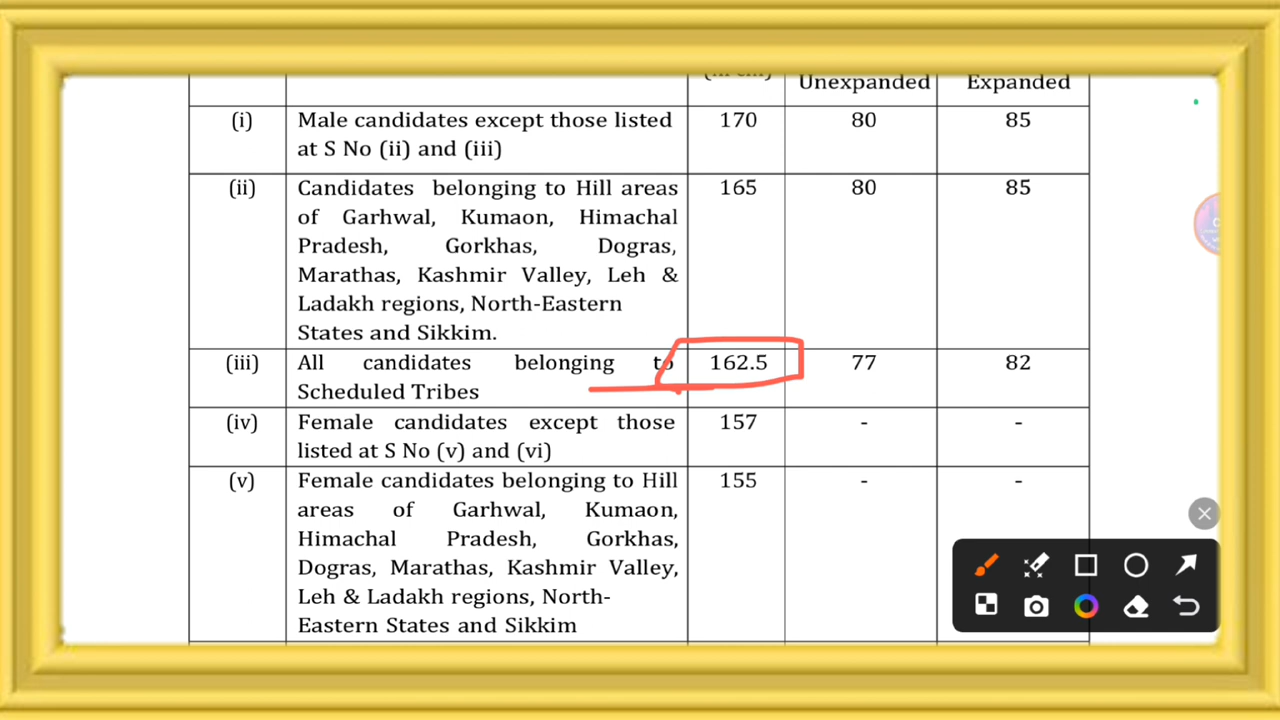 Unexpanded Expanded
(i) Male candidates except those listed 170 80 85
at S No (ii) and (iii)
(ii) Candidates belonging to Hill areas 165 80 85
of Garhwal, Kumaon, Himachal
Pradesh, Gorkhas, Dogras,
Marathas, Kashmir Valley, Leh &
Ladakh regions, North-Eastern
States and Sikkim.
(iii) All candidates belonging to 162.5 77 82
Scheduled Tribes
(iv) Female candidates except those 157 - -
listed at S No (v) and (vi)
(v) Female candidates belonging to Hill 155 - -
areas of Garhwal, Kumaon,
Himachal Pradesh, Gorkhas,
Dogras, Marathas, Kashmir Valley,
Leh & Ladakh regions, North-
Eastern States and Sikkim